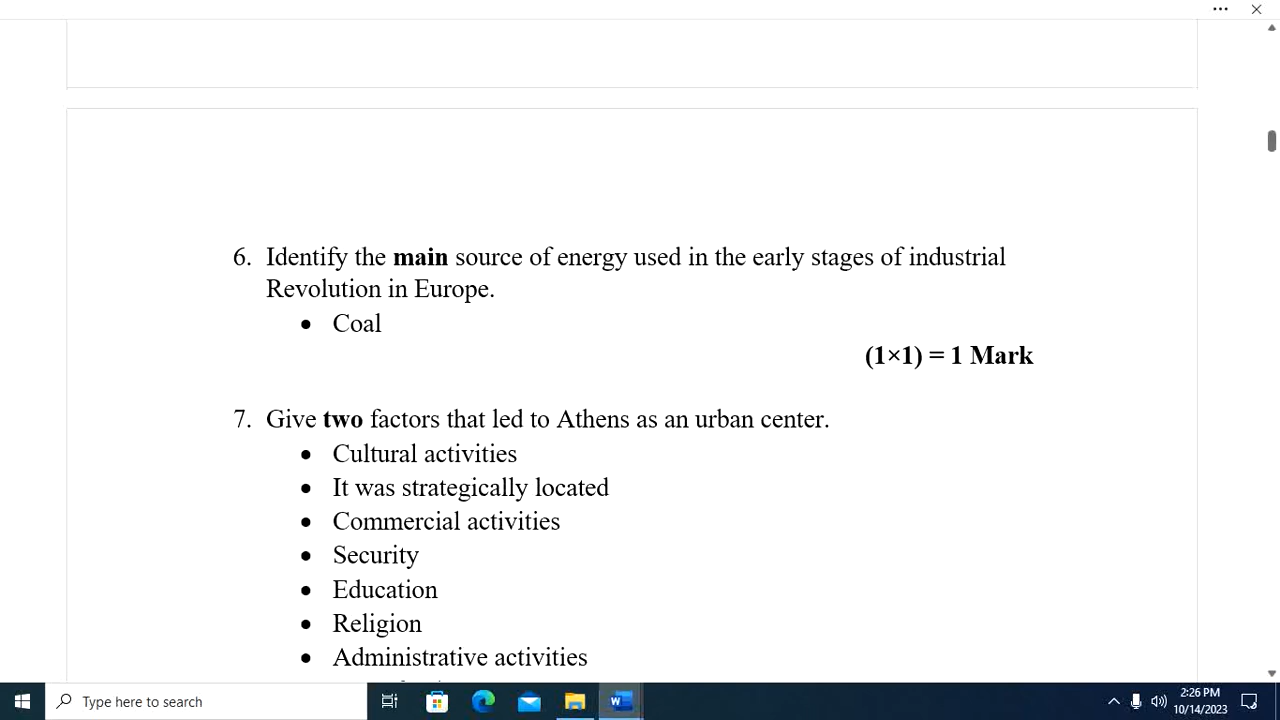 6. Identify the main source of energy used in the early stages of industrial
Revolution in Europe.
• Coal
(1×1) = 1 Mark
7. Give two factors that led to Athens as an urban center.
• Cultural activities
• It was strategically located
• Commercial activities
• Security
• Education
• Religion
• Administrative activities
Type here to search
2:26 PM
10/14/2023